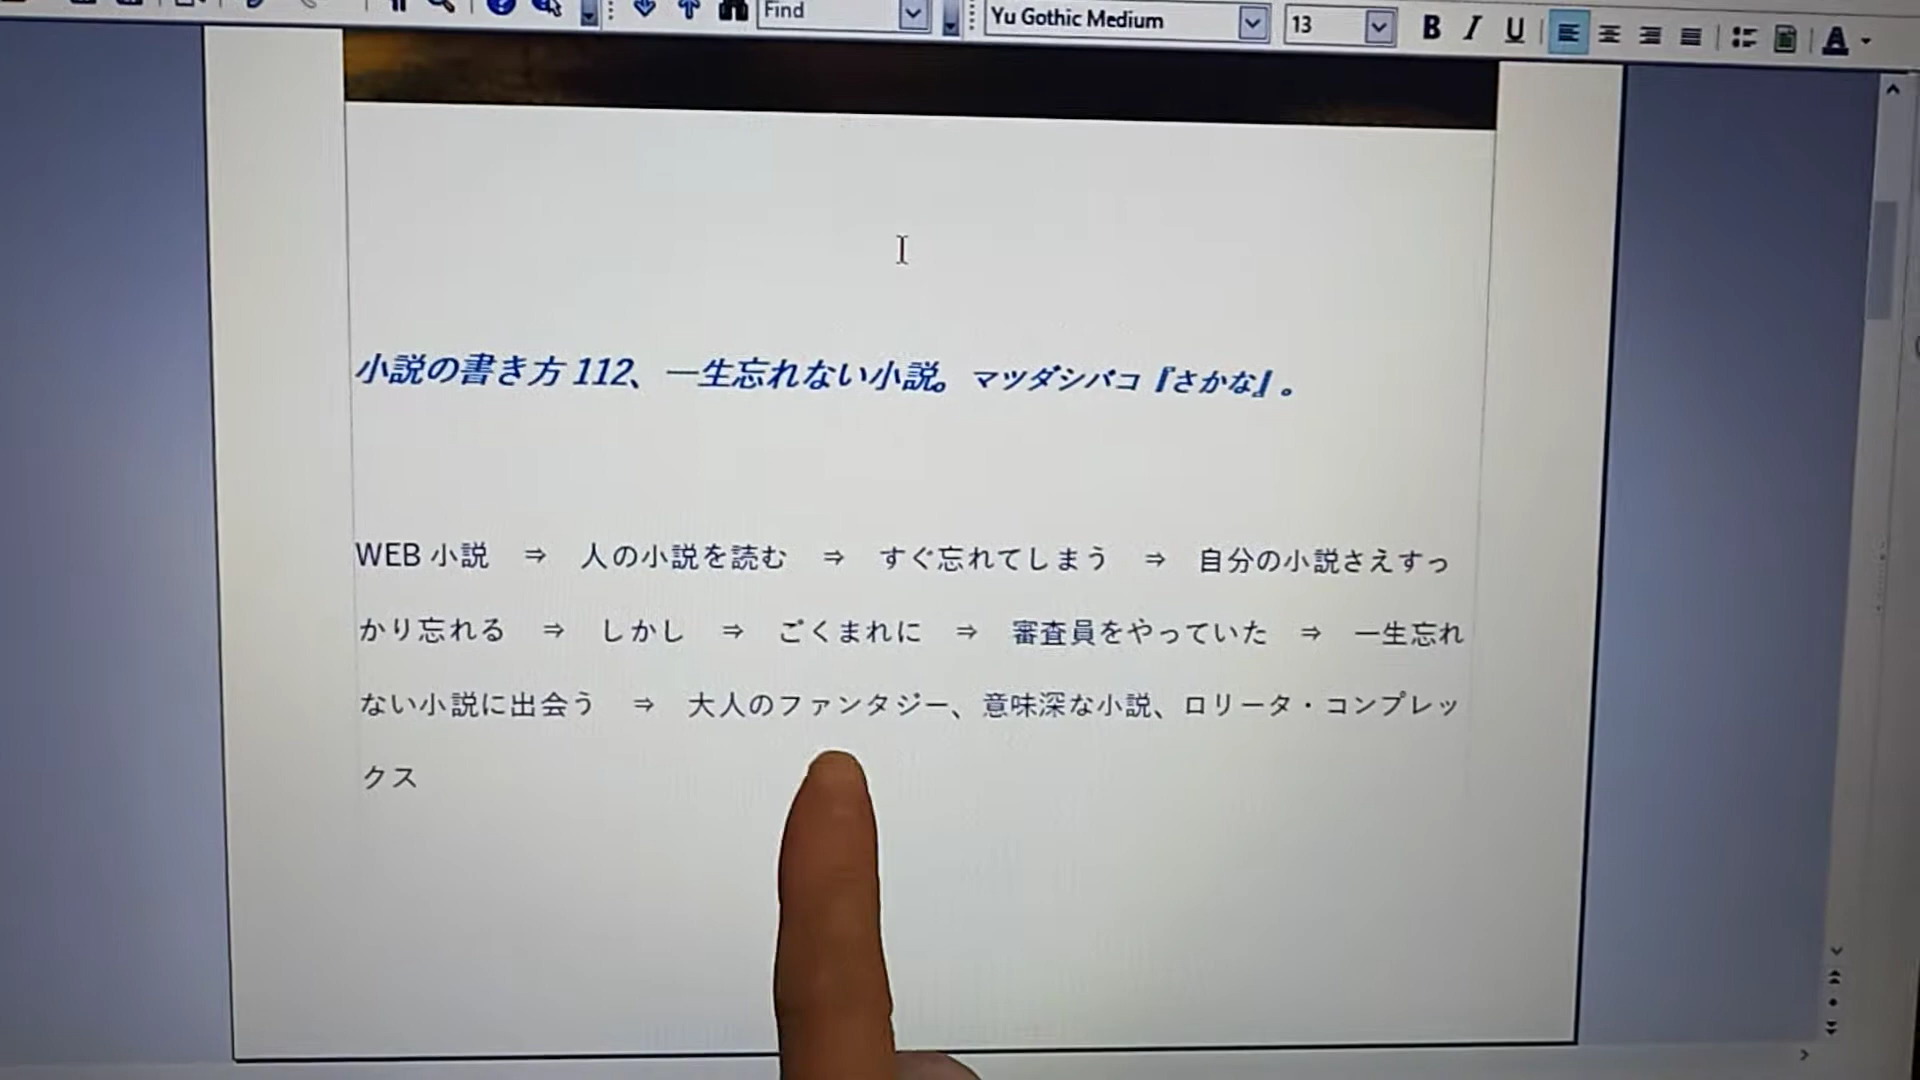 Find
Yu Gothic Medium
13
B I U
A
小説の書き方 112、一生忘れない小説。マツダシバコ『さかな』。
WEB 小説　⇒　人の小説を読む　⇒　すぐ忘れてしまう　⇒　自分の小説さえすっ
かり忘れる　⇒　しかし　⇒　ごくまれに　⇒　審査員をやっていた　⇒　一生忘れ
ない小説に出会う　⇒　大人のファンタジー、意味深な小説、ロリータ・コンプレッ
クス